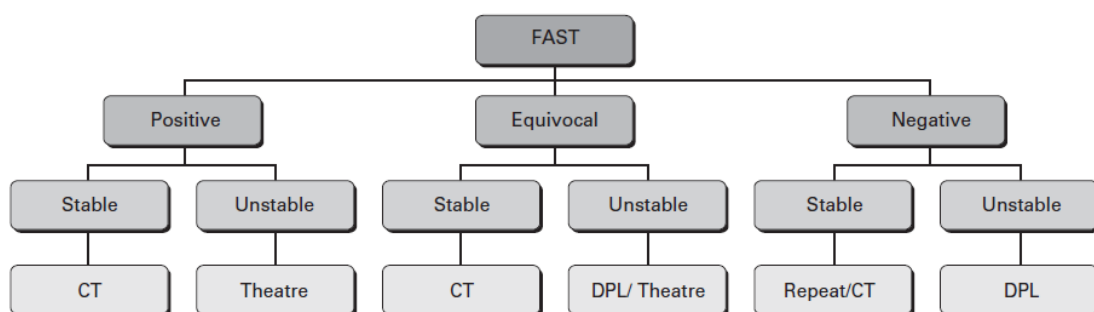 FAST
Positive
Equivocal
Negative
Stable
Unstable
Stable
Unstable
Stable
Unstable
CT
Theatre
CT
DPL/ Theatre
Repeat/CT
DPL